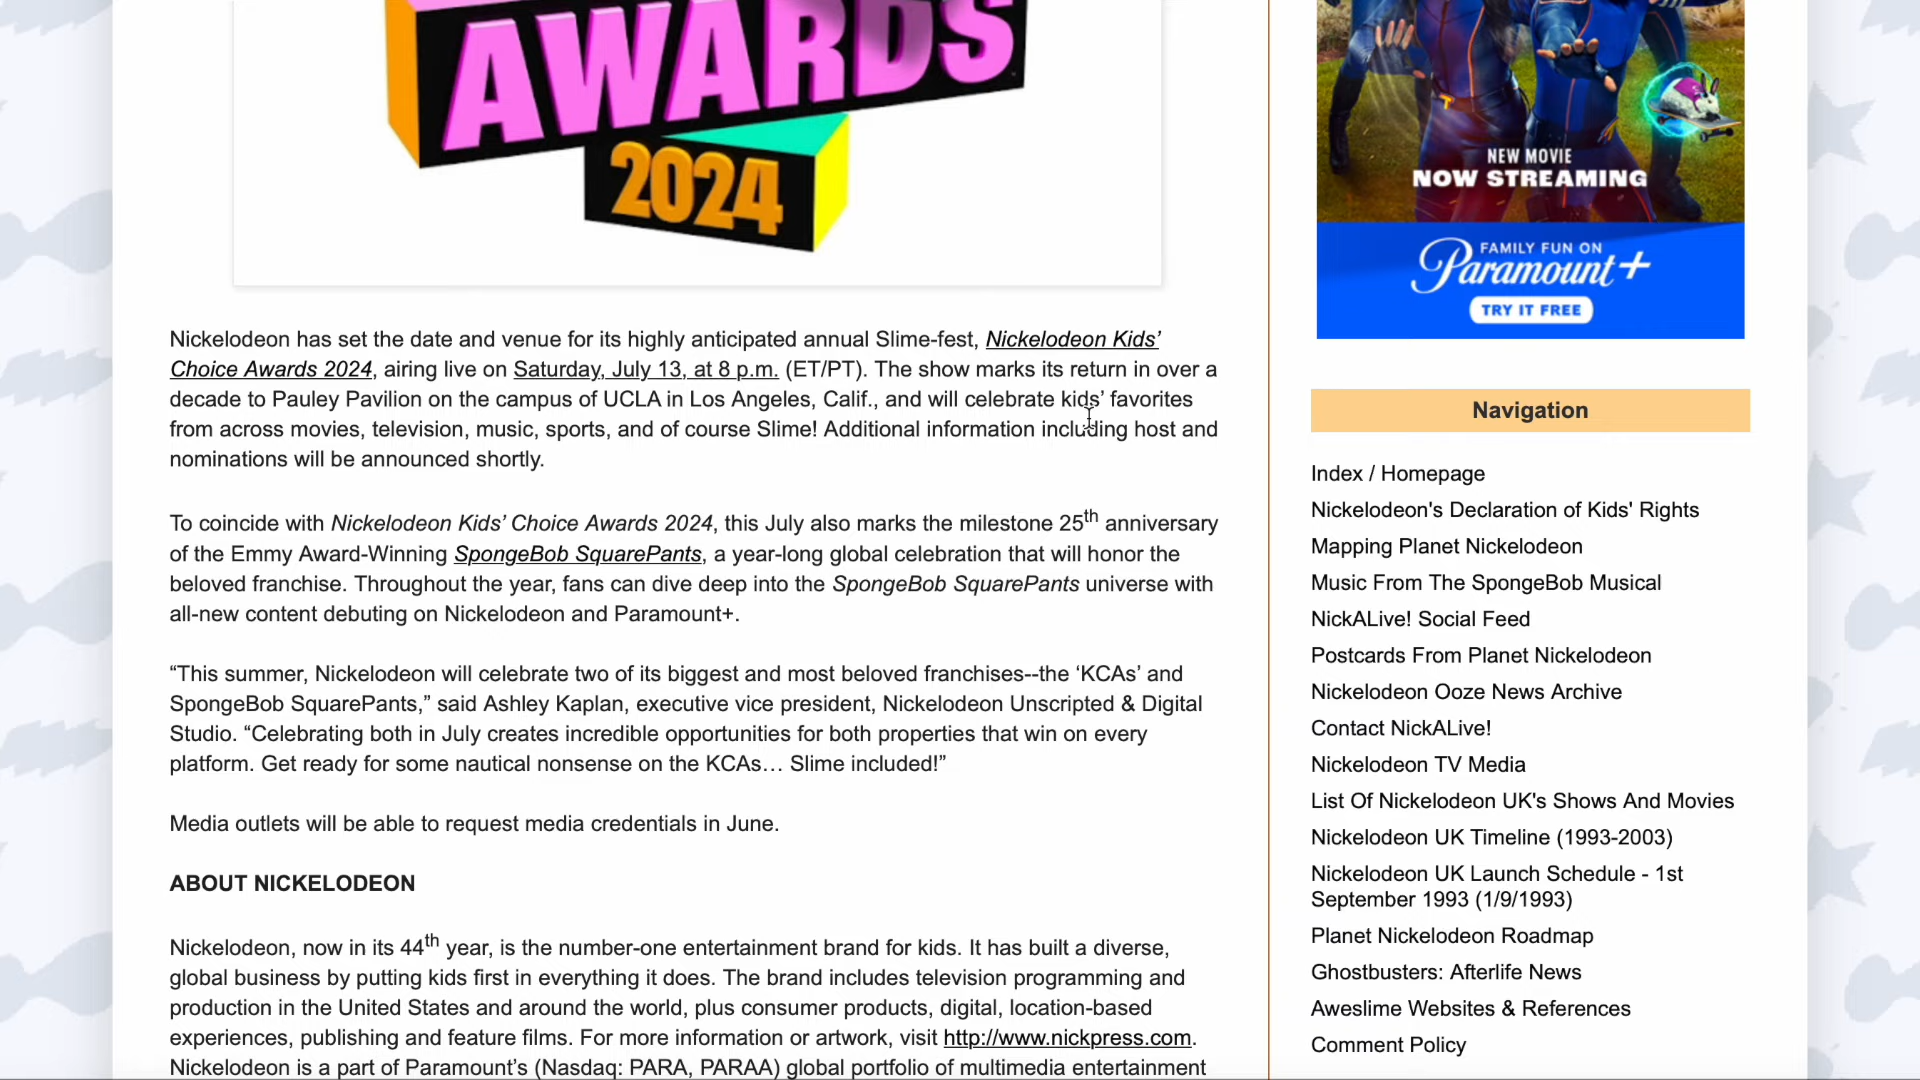 AWARDS
2024
Nickelodeon has set the date and venue for its highly anticipated annual Slime-fest, Nickelodeon Kids’
Choice Awards 2024, airing live on Saturday, July 13, at 8 p.m. (ET/PT). The show marks its return in over a
decade to Pauley Pavilion on the campus of UCLA in Los Angeles, Calif., and will celebrate kids’ favorites
from across movies, television, music, sports, and of course Slime! Additional information including host and
nominations will be announced shortly.
To coincide with Nickelodeon Kids’ Choice Awards 2024, this July also marks the milestone 25th anniversary
of the Emmy Award-Winning SpongeBob SquarePants, a year-long global celebration that will honor the
beloved franchise. Throughout the year, fans can dive deep into the SpongeBob SquarePants universe with
all-new content debuting on Nickelodeon and Paramount+.
“This summer, Nickelodeon will celebrate two of its biggest and most beloved franchises--the ‘KCAs’ and
SpongeBob SquarePants,” said Ashley Kaplan, executive vice president, Nickelodeon Unscripted & Digital
Studio. “Celebrating both in July creates incredible opportunities for both properties that win on every
platform. Get ready for some nautical nonsense on the KCAs… Slime included!”
Media outlets will be able to request media credentials in June.
ABOUT NICKELODEON
Nickelodeon, now in its 44th year, is the number-one entertainment brand for kids. It has built a diverse,
global business by putting kids first in everything it does. The brand includes television programming and
production in the United States and around the world, plus consumer products, digital, location-based
experiences, publishing and feature films. For more information or artwork, visit http://www.nickpress.com.
Nickelodeon is a part of Paramount’s (Nasdaq: PARA, PARAA) global portfolio of multimedia entertainment
T
NEW MOVIE
NOW STREAMING
FAMILY FUN ON
Paramount+
TRY IT FREE
Navigation
Index / Homepage
Nickelodeon's Declaration of Kids' Rights
Mapping Planet Nickelodeon
Music From The SpongeBob Musical
NickALive! Social Feed
Postcards From Planet Nickelodeon
Nickelodeon Ooze News Archive
Contact NickALive!
Nickelodeon TV Media
List Of Nickelodeon UK's Shows And Movies
Nickelodeon UK Timeline (1993-2003)
Nickelodeon UK Launch Schedule - 1st
September 1993 (1/9/1993)
Planet Nickelodeon Roadmap
Ghostbusters: Afterlife News
Aweslime Websites & References
Comment Policy